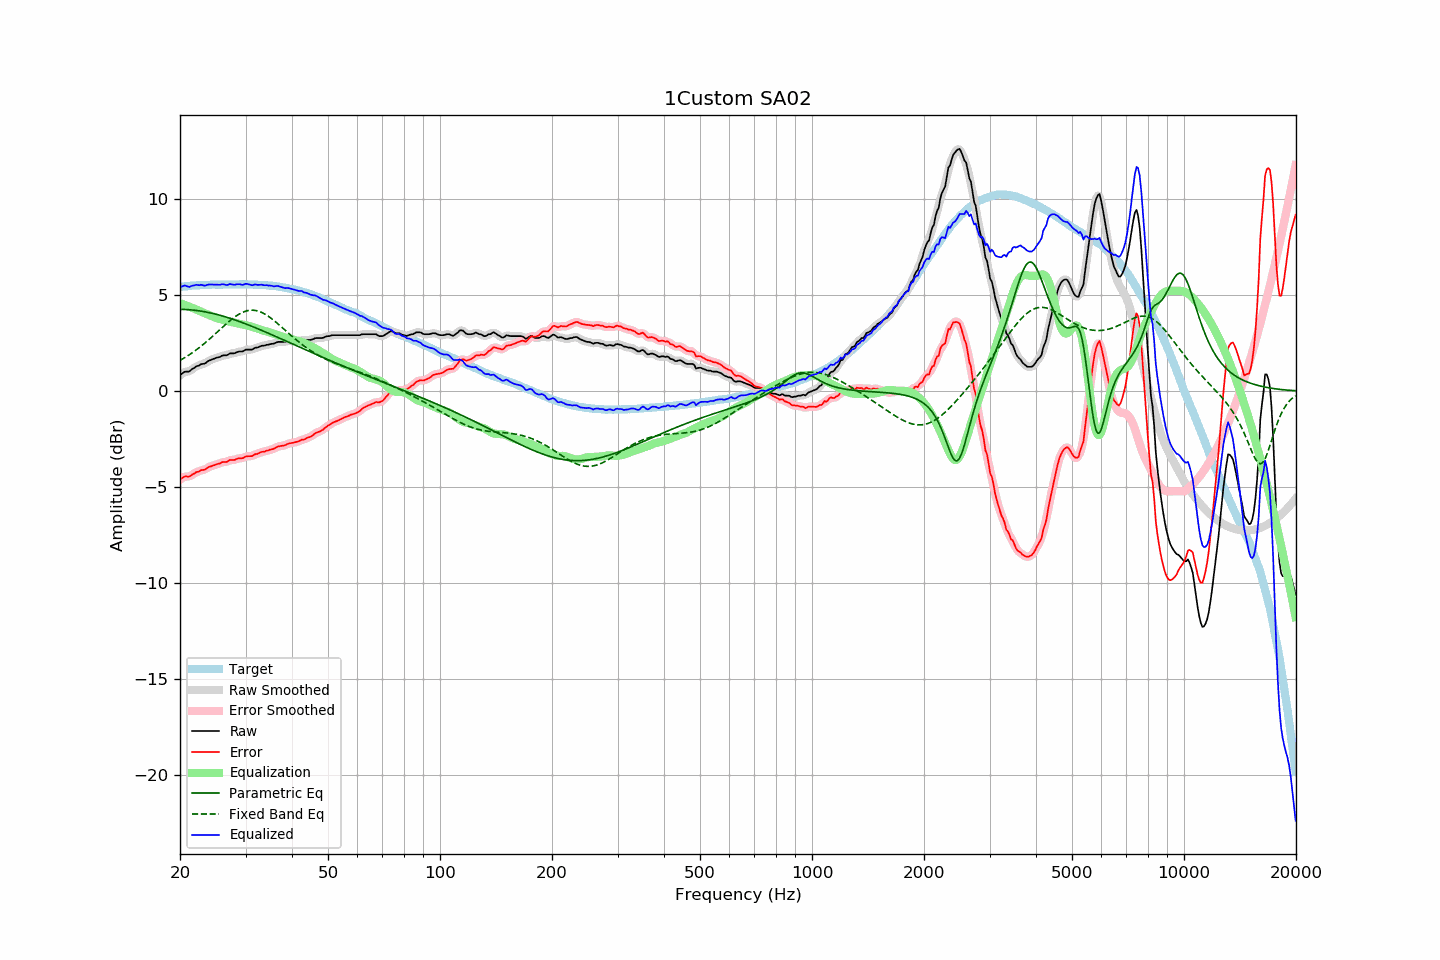 1Custom SA02
Amplitude (dBr)
10
5
0
−5
−10
−15
−20
Target
Raw Smoothed
Error Smoothed
Raw
Error
Equalization
Parametric Eq
Fixed Band Eq
Equalized
20 50 100 200 500 1000 2000 5000 10000 20000
Frequency (Hz)